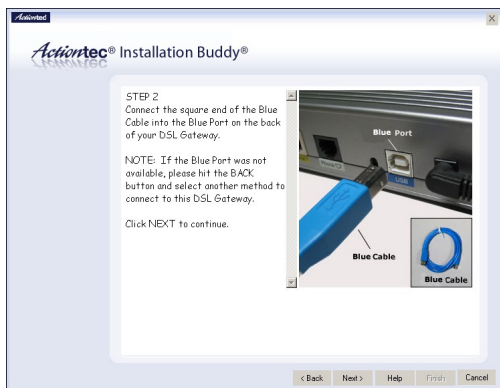 Actiontec
Actiontec® Installation Buddy®
STEP 2
Connect the square end of the Blue
Cable into the Blue Port on the back
of your DSL Gateway.
NOTE: If the Blue Port was not
available, please hit the BACK
button and select another method to
connect to this DSL Gateway.
Click NEXT to continue.
Blue Port
Phone
USB
Blue Cable
Blue Cable
< Back Next > Help Finish Cancel